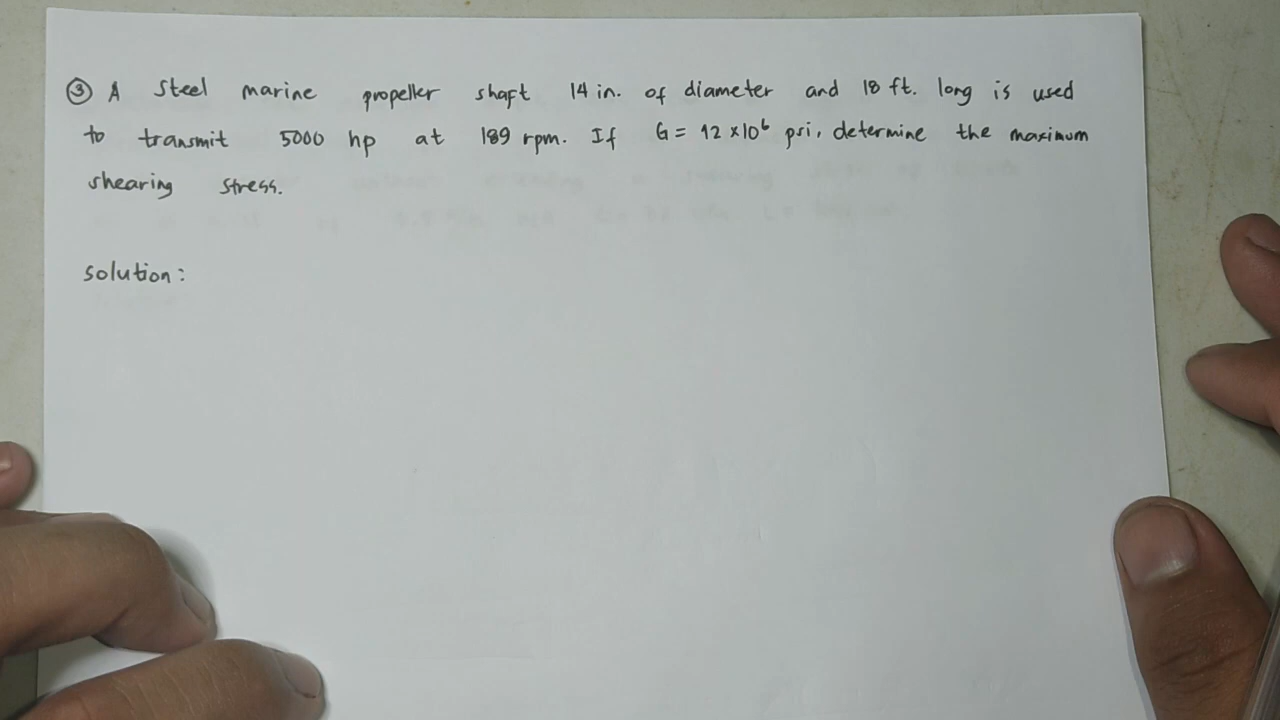 ③ A steel marine propeller shaft 14 in. of diameter and 18 ft. long is used
to transmit 5000 hp at 189 rpm. If G = 12 ×10⁶ psi, determine the maximum
shearing stress.
solution: